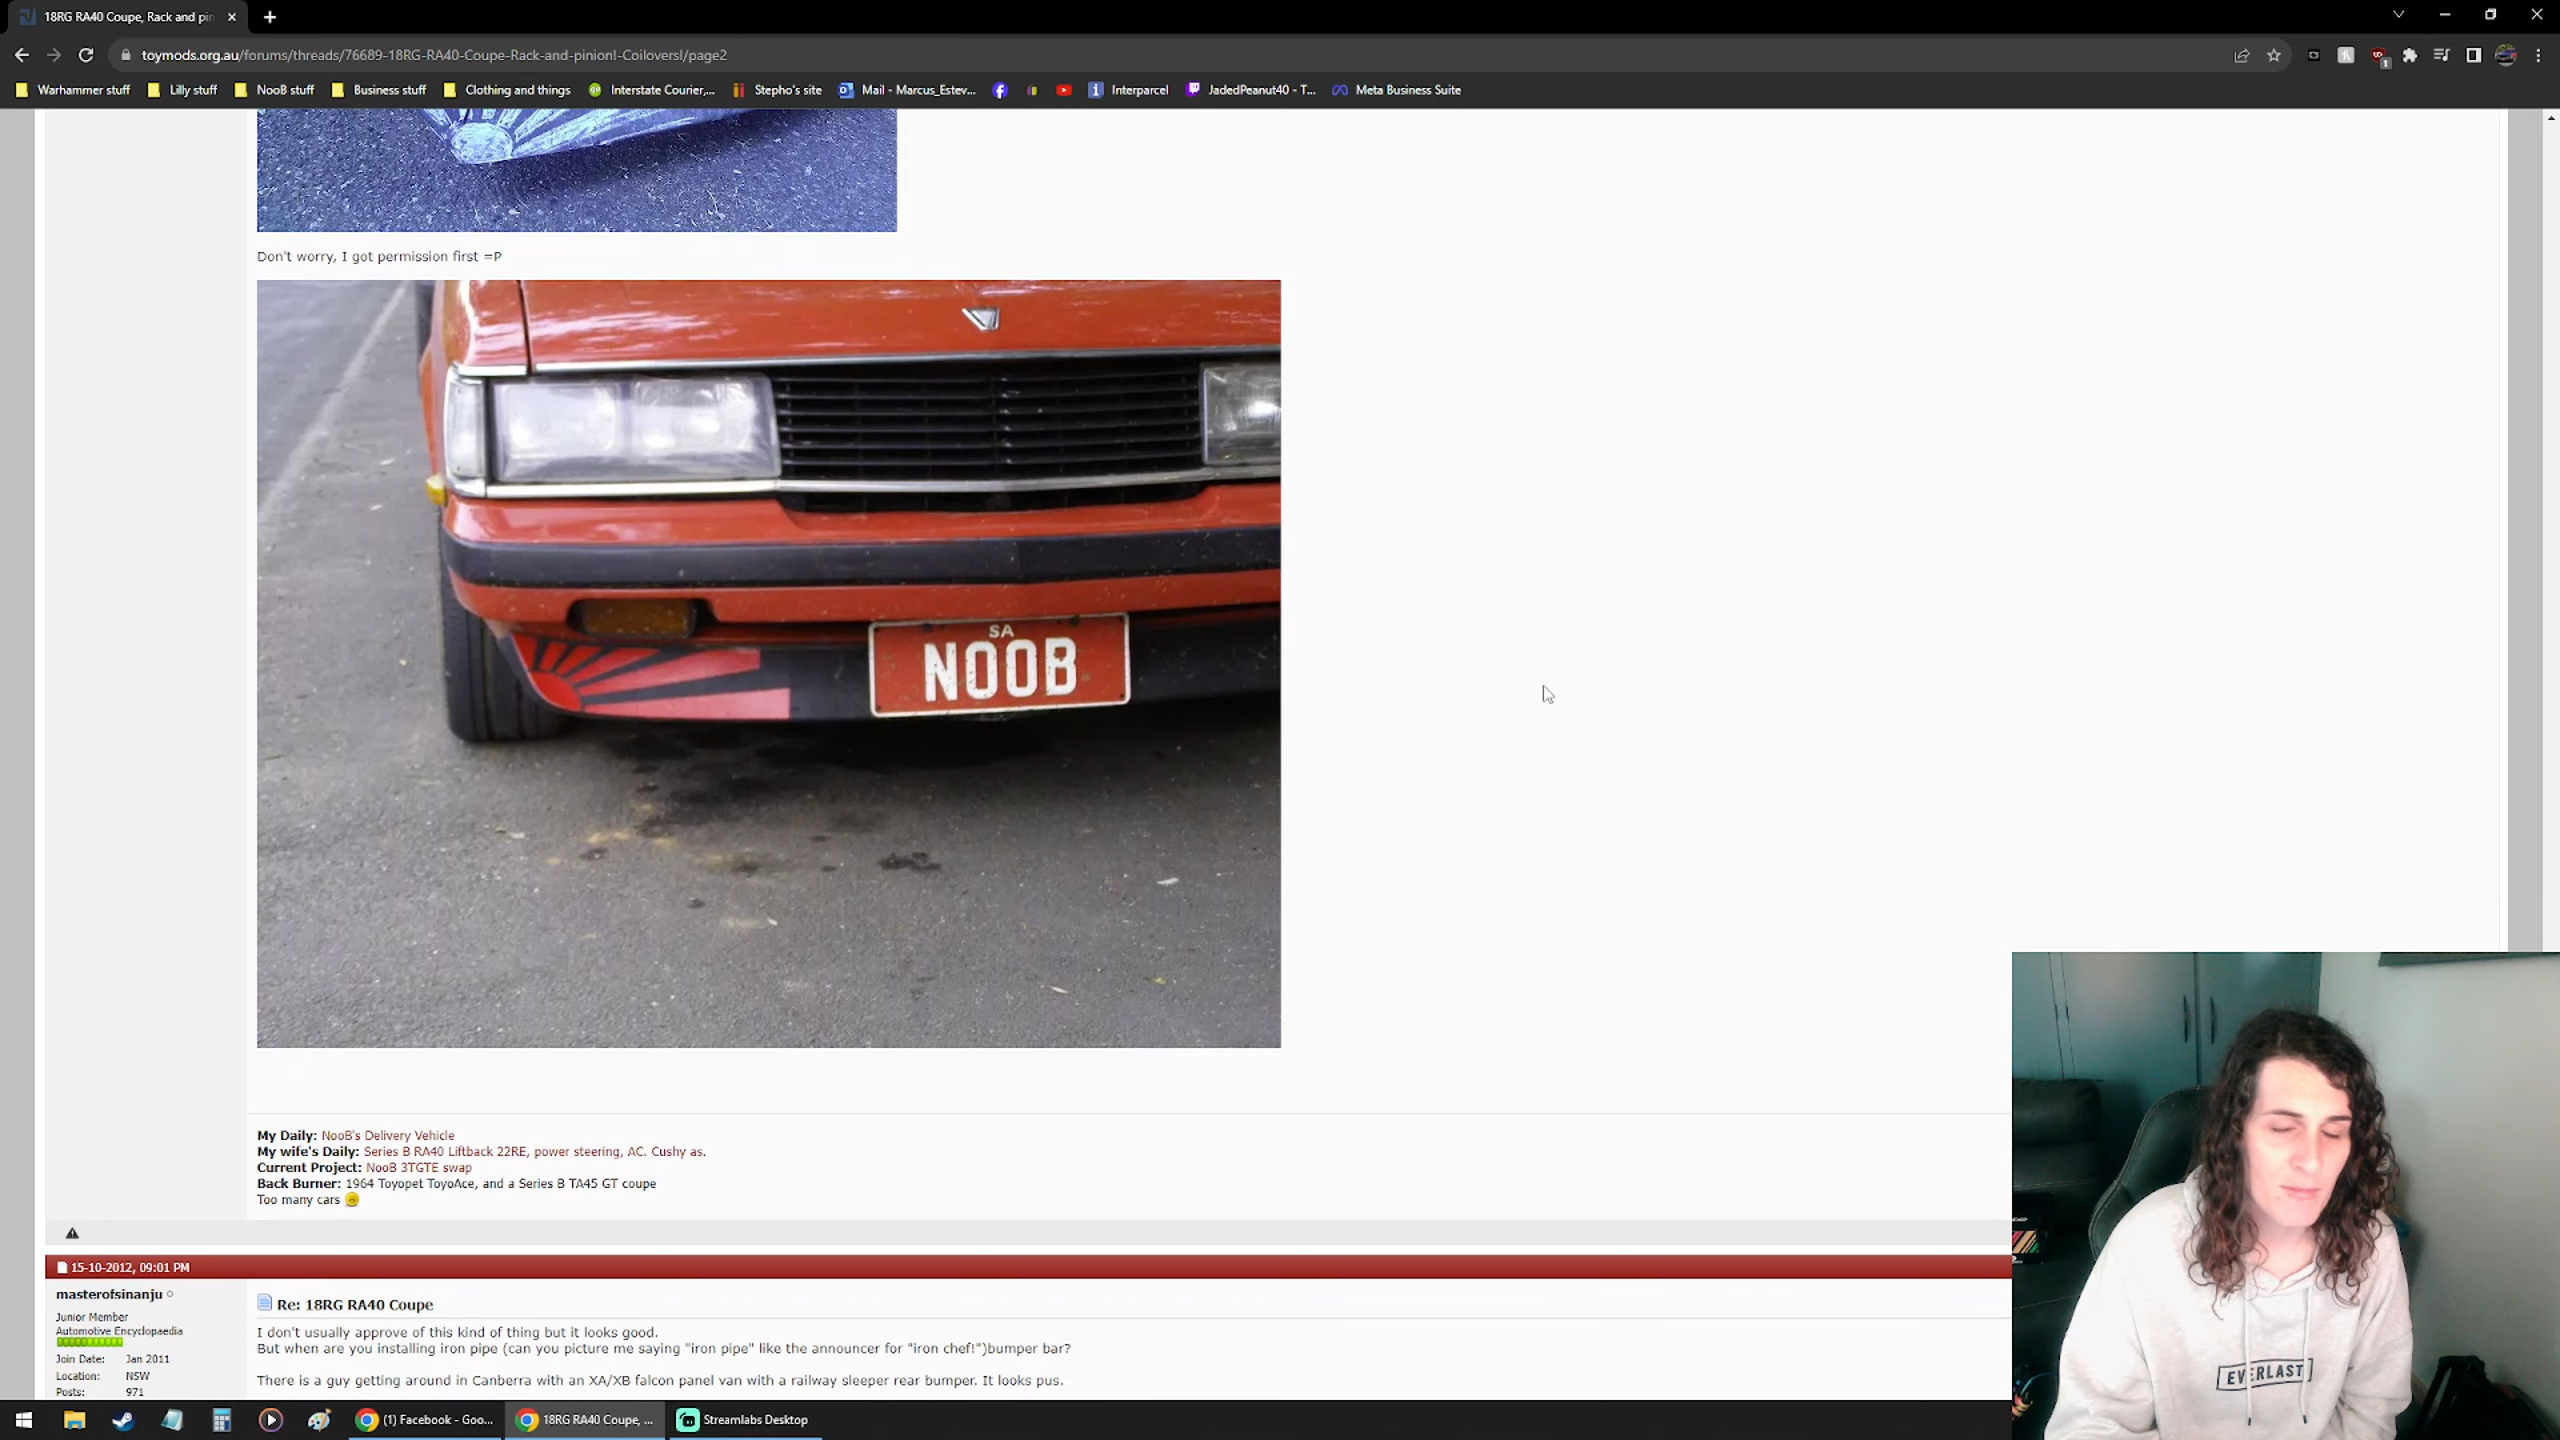 18RG RA40 Coupe, Rack and pin
toymods.org.au/forums/threads/76689-18RG-RA40-Coupe-Rack-and-pinionl-Coiloversl/page2
Warhammer stuff
Lilly stuff
NooB stuff
Business stuff
Clothing and things
Interstate Courier,...
Stepho's site
Mail - Marcus_Estev...
Interparcel
JadedPeanut40 - T...
Meta Business Suite
Don't worry, I got permission first =P
SA
NOOB
My Daily: NooB's Delivery Vehicle
My wife's Daily: Series B RA40 Liftback 22RE, power steering, AC. Cushy as.
Current Project: NooB 3TGTE swap
Back Burner: 1964 Toyopet ToyoAce, and a Series B TA45 GT coupe
Too many cars
15-10-2012, 09:01 PM
masterofsinanju
Junior Member
Automotive Encyclopaedia
Join Date: Jan 2011
Location: NSW
Posts: 971
Re: 18RG RA40 Coupe
I don't usually approve of this kind of thing but it looks good.
But when are you installing iron pipe (can you picture me saying "iron pipe" like the announcer for "iron chef!")bumper bar?
There is a guy getting around in Canberra with an XA/XB falcon panel van with a railway sleeper rear bumper. It looks pus.
EVERLAST
(1) Facebook - Goo...
18RG RA40 Coupe, ...
Streamlabs Desktop